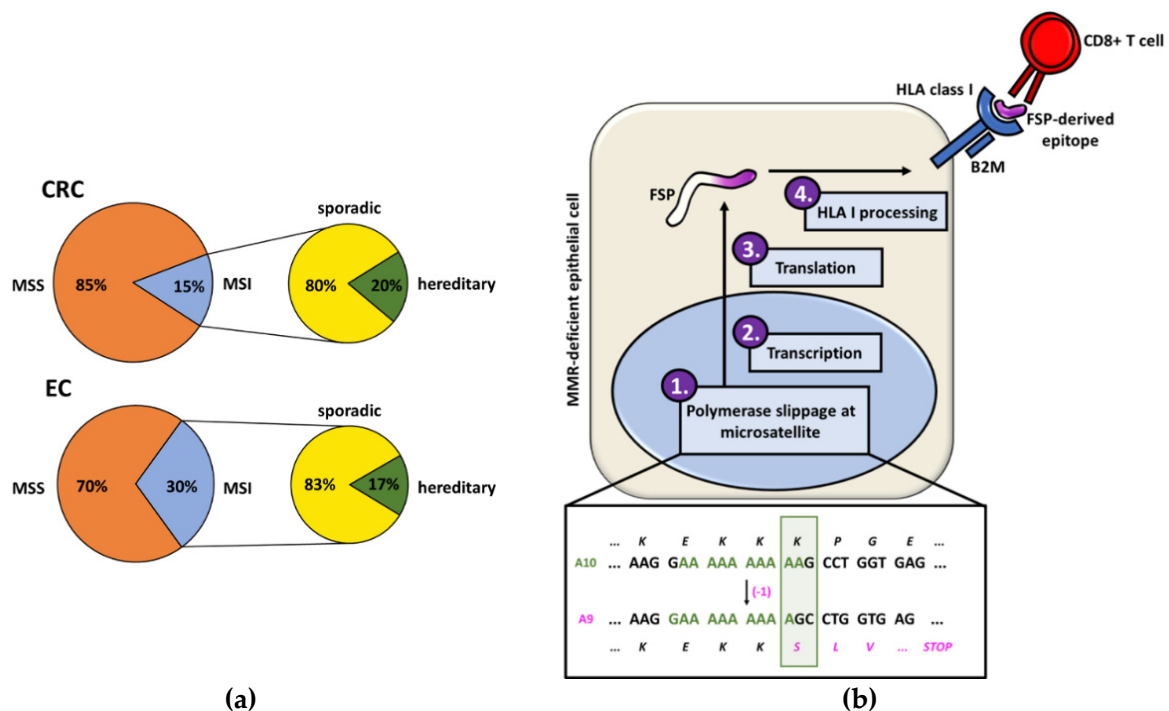 CRC
sporadic
MSS
85%
15%
MSI
80%
20%
hereditary
EC
sporadic
MSS
70%
30%
MSI
83%
17%
hereditary
(a)
CD8+ T cell
HLA class I
FSP-derived
epitope
B2M
MMR-deficient epithelial cell
FSP
4.
HLA I processing
3.
Translation
2.
Transcription
1.
Polymerase slippage at
microsatellite
... K E K K K P G E ...
A10 ... AAG GAA AAAA AAA AAG CCT GGT GAG ...
(-1)
A9 ... AAG GAA AAAA AAA AGC CTG GTG AG ...
... K E K K S L V ... STOP
(b)